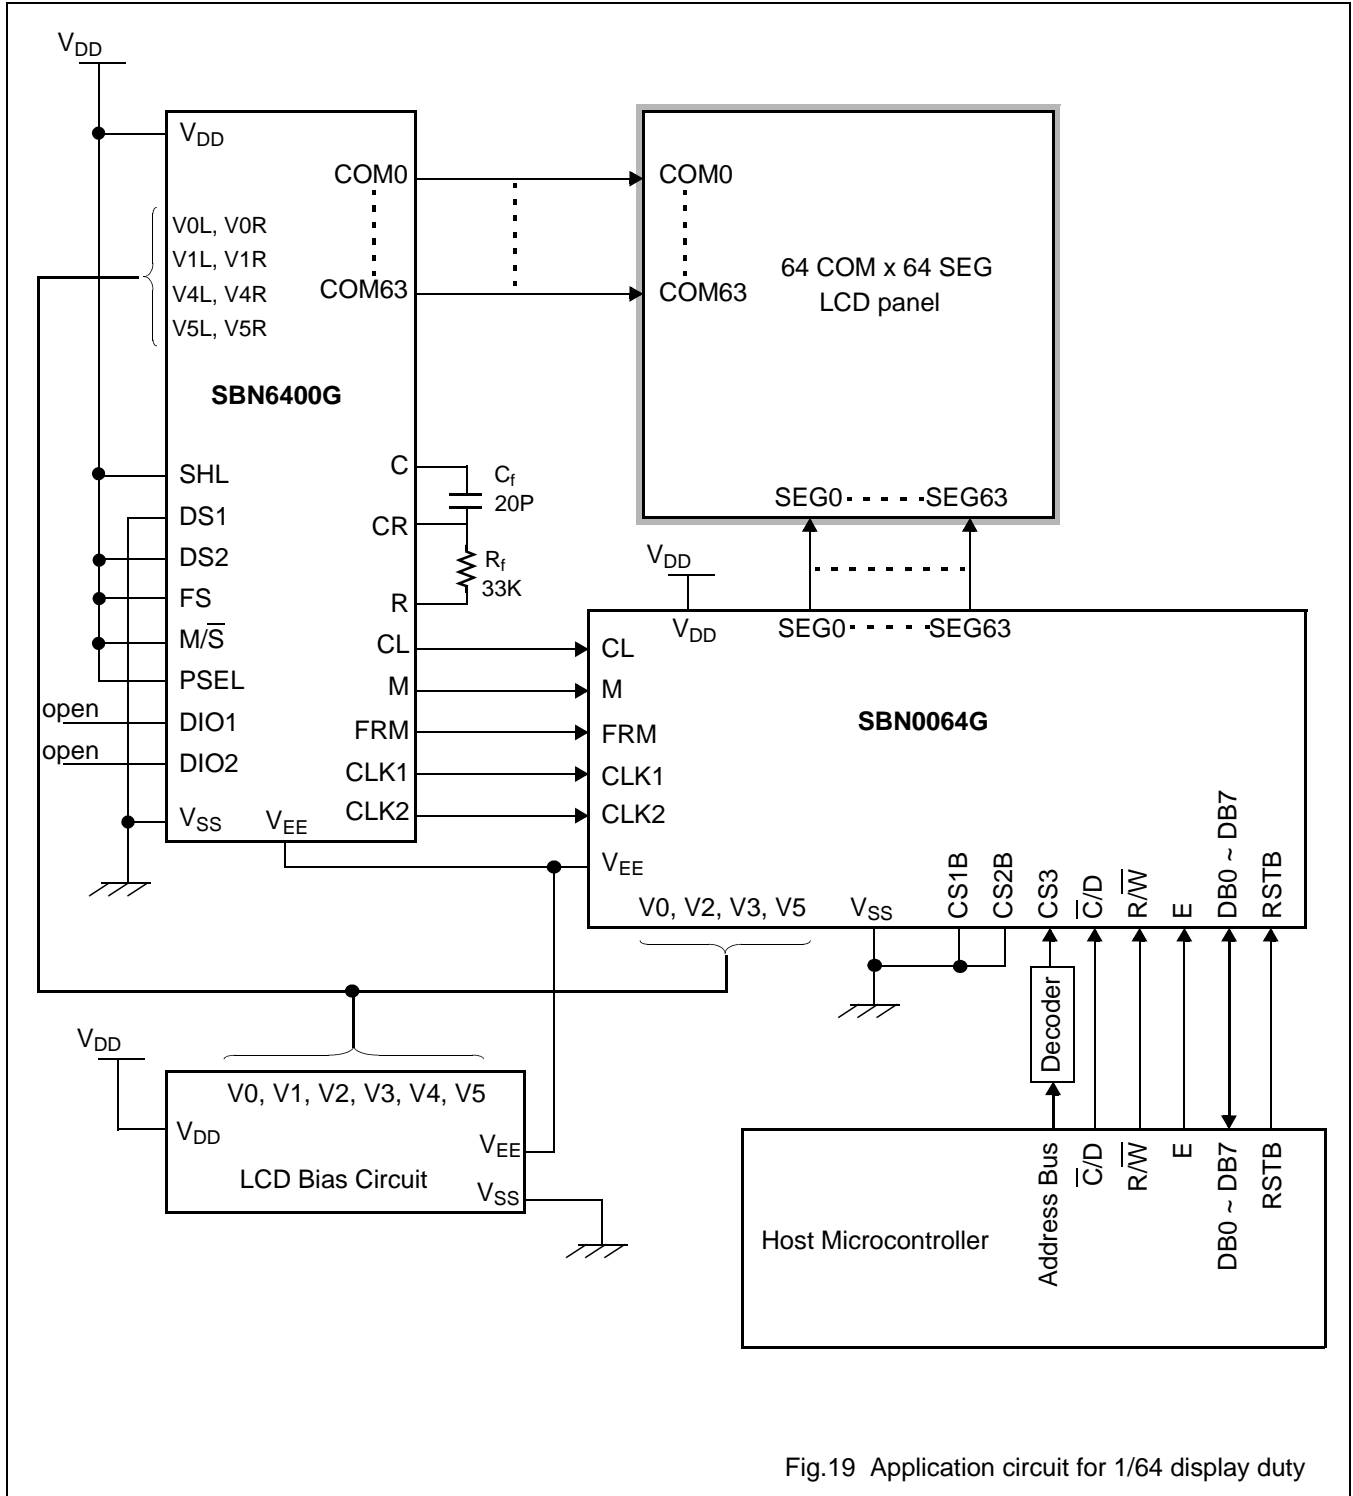 VDD
VDD
COM0
COM0
V0L, V0R
V1L, V1R
V4L, V4R
V5L, V5R
COM63
COM63
64 COM x 64 SEG
LCD panel
SBN6400G
SHL
DS1
DS2
FS
M/S̅
PSEL
open
DIO1
open
DIO2
VSS
VEE
C
CR
R
CL
M
FRM
CLK1
CLK2
Cf
20P
Rf
33K
SEG0
SEG63
VDD
VDD
SEG0
SEG63
CL
M
FRM
CLK1
CLK2
VEE
SBN0064G
V0, V2, V3, V5
VSS
CS1B
CS2B
CS3
C̅/D
R/W̅
E
DB0 ~ DB7
RSTB
Decoder
VDD
V0, V1, V2, V3, V4, V5
VDD
VEE
LCD Bias Circuit
VSS
Address Bus
C̅/D
R/W̅
E
DB0 ~ DB7
RSTB
Host Microcontroller
Fig.19 Application circuit for 1/64 display duty